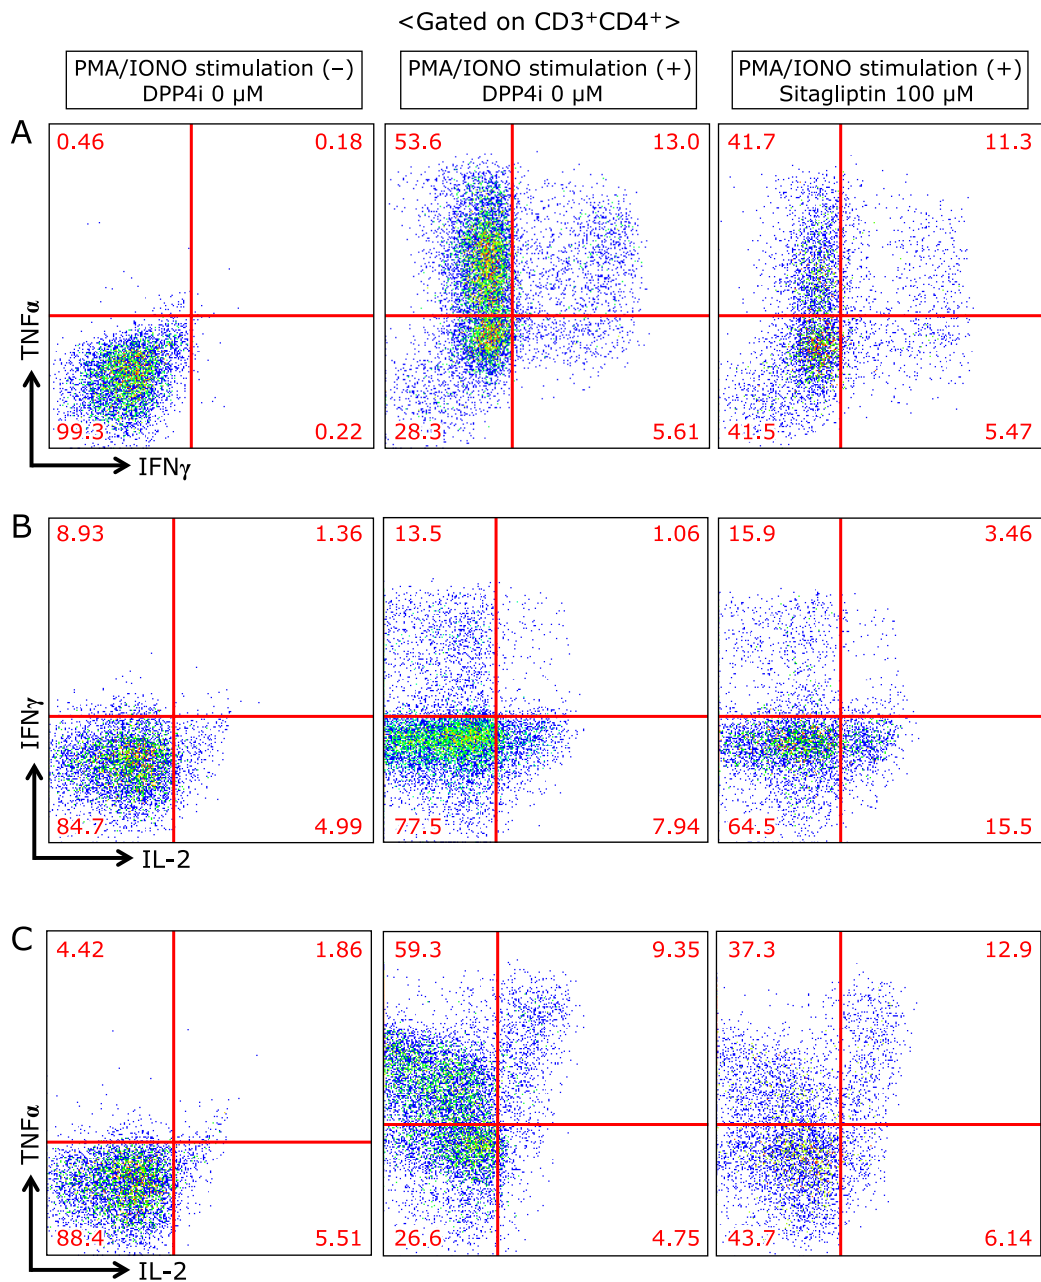 <Gated on CD3⁺CD4⁺>
PMA/IONO stimulation (–)
DPP4i 0 μM
PMA/IONO stimulation (+)
DPP4i 0 μM
PMA/IONO stimulation (+)
Sitagliptin 100 μM
A
0.46 0.18
53.6 13.0
41.7 11.3
TNFα
99.3 0.22
28.3 5.61
41.5 5.47
IFNγ
B
8.93 1.36
13.5 1.06
15.9 3.46
IFNγ
84.7 4.99
77.5 7.94
64.5 15.5
IL-2
C
4.42 1.86
59.3 9.35
37.3 12.9
TNFα
88.4 5.51
26.6 4.75
43.7 6.14
IL-2